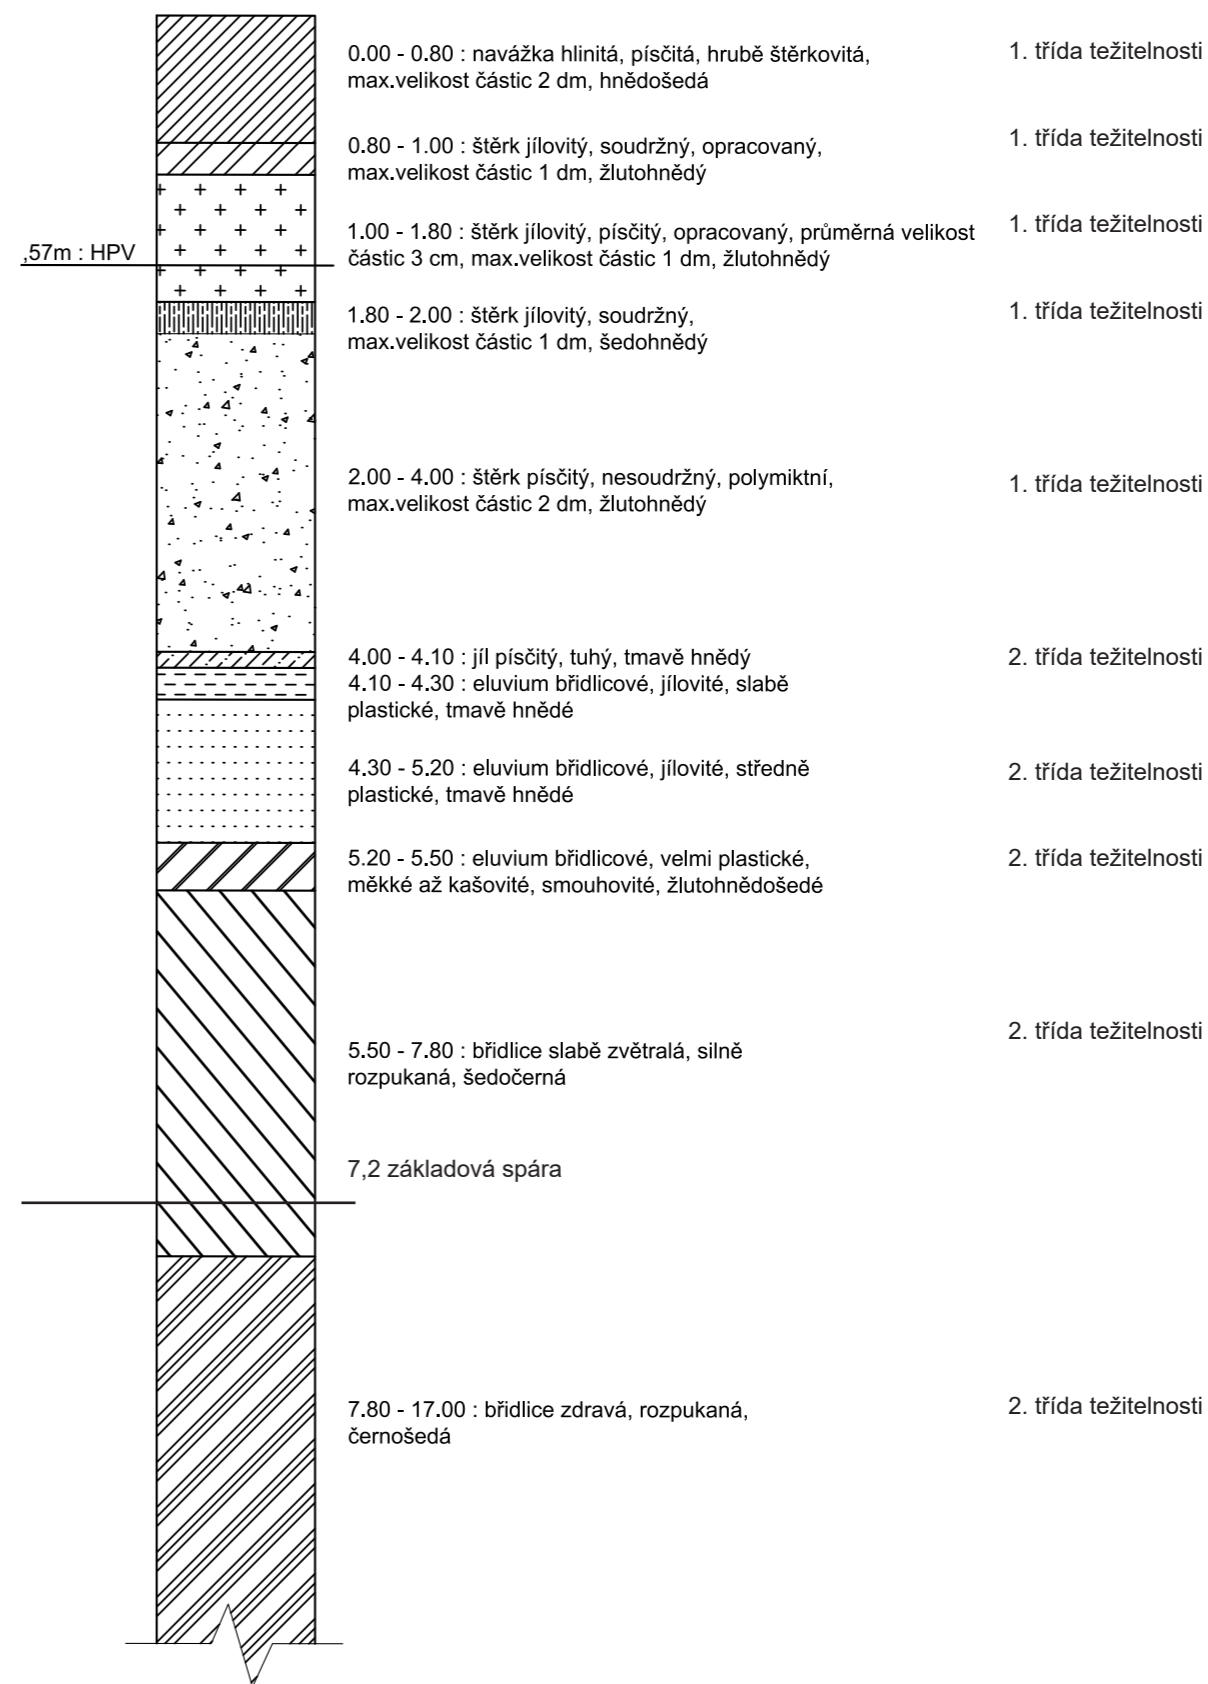 0.00 - 0.80 : navážka hlinitá, písčitá, hrubě štěrkovitá,
max.velikost částic 2 dm, hnědošedá
1. třída težitelnosti
0.80 - 1.00 : štěrk jílovitý, soudržný, opracovaný,
max.velikost částic 1 dm, žlutohnědý
1. třída težitelnosti
1.00 - 1.80 : štěrk jílovitý, písčitý, opracovaný, průměrná velikost
částic 3 cm, max.velikost částic 1 dm, žlutohnědý
1. třída težitelnosti
,57m : HPV
1.80 - 2.00 : štěrk jílovitý, soudržný,
max.velikost částic 1 dm, šedohnědý
1. třída težitelnosti
2.00 - 4.00 : štěrk písčitý, nesoudržný, polymiktní,
max.velikost částic 2 dm, žlutohnědý
1. třída težitelnosti
4.00 - 4.10 : jíl písčitý, tuhý, tmavě hnědý
2. třída težitelnosti
4.10 - 4.30 : eluvium břidlicové, jílovité, slabě
plastické, tmavě hnědé
4.30 - 5.20 : eluvium břidlicové, jílovité, středně
plastické, tmavě hnědé
2. třída težitelnosti
5.20 - 5.50 : eluvium břidlicové, velmi plastické,
měkké až kašovité, smouhovité, žlutohnědošedé
2. třída težitelnosti
5.50 - 7.80 : břidlice slabě zvětralá, silně
rozpukaná, šedočerná
2. třída težitelnosti
7,2 základová spára
7.80 - 17.00 : břidlice zdravá, rozpukaná,
černošedá
2. třída težitelnosti